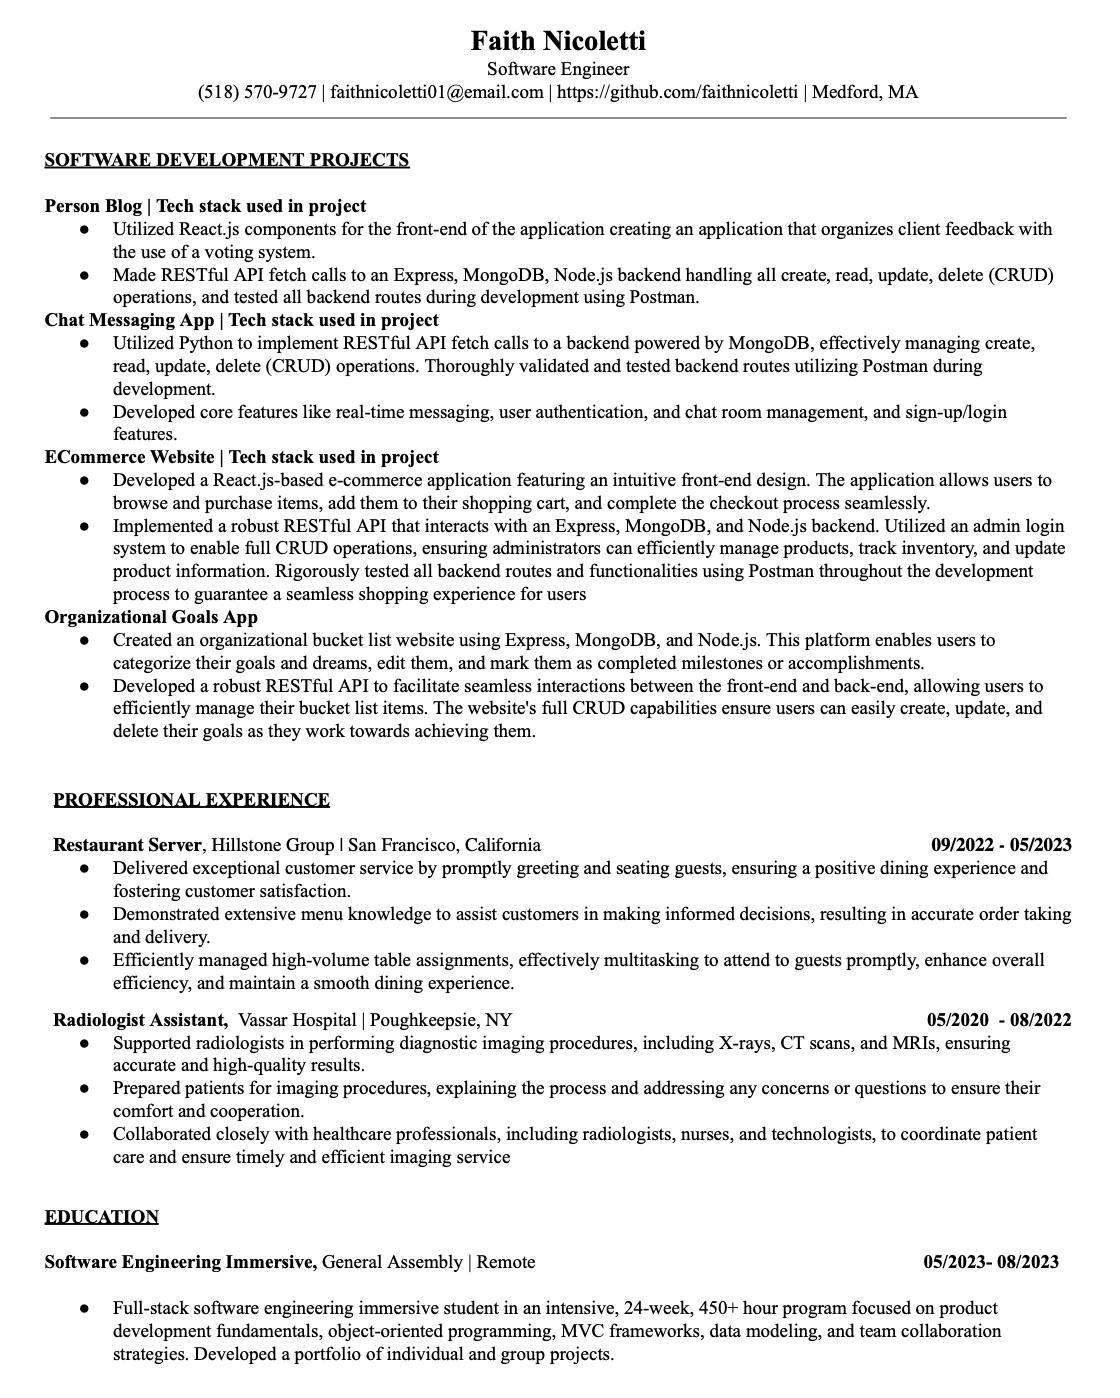 Faith Nicoletti
Software Engineer
(518) 570-9727 | faithnicoletti01@email.com | https://github.com/faithnicoletti | Medford, MA
SOFTWARE DEVELOPMENT PROJECTS
Person Blog | Tech stack used in project
● Utilized React.js components for the front-end of the application creating an application that organizes client feedback with
the use of a voting system.
● Made RESTful API fetch calls to an Express, MongoDB, Node.js backend handling all create, read, update, delete (CRUD)
operations, and tested all backend routes during development using Postman.
Chat Messaging App | Tech stack used in project
● Utilized Python to implement RESTful API fetch calls to a backend powered by MongoDB, effectively managing create,
read, update, delete (CRUD) operations. Thoroughly validated and tested backend routes utilizing Postman during
development.
● Developed core features like real-time messaging, user authentication, and chat room management, and sign-up/login
features.
ECommerce Website | Tech stack used in project
● Developed a React.js-based e-commerce application featuring an intuitive front-end design. The application allows users to
browse and purchase items, add them to their shopping cart, and complete the checkout process seamlessly.
● Implemented a robust RESTful API that interacts with an Express, MongoDB, and Node.js backend. Utilized an admin login
system to enable full CRUD operations, ensuring administrators can efficiently manage products, track inventory, and update
product information. Rigorously tested all backend routes and functionalities using Postman throughout the development
process to guarantee a seamless shopping experience for users
Organizational Goals App
● Created an organizational bucket list website using Express, MongoDB, and Node.js. This platform enables users to
categorize their goals and dreams, edit them, and mark them as completed milestones or accomplishments.
● Developed a robust RESTful API to facilitate seamless interactions between the front-end and back-end, allowing users to
efficiently manage their bucket list items. The website's full CRUD capabilities ensure users can easily create, update, and
delete their goals as they work towards achieving them.
PROFESSIONAL EXPERIENCE
Restaurant Server, Hillstone Group | San Francisco, California 09/2022 - 05/2023
● Delivered exceptional customer service by promptly greeting and seating guests, ensuring a positive dining experience and
fostering customer satisfaction.
● Demonstrated extensive menu knowledge to assist customers in making informed decisions, resulting in accurate order taking
and delivery.
● Efficiently managed high-volume table assignments, effectively multitasking to attend to guests promptly, enhance overall
efficiency, and maintain a smooth dining experience.
Radiologist Assistant, Vassar Hospital | Poughkeepsie, NY 05/2020 - 08/2022
● Supported radiologists in performing diagnostic imaging procedures, including X-rays, CT scans, and MRIs, ensuring
accurate and high-quality results.
● Prepared patients for imaging procedures, explaining the process and addressing any concerns or questions to ensure their
comfort and cooperation.
● Collaborated closely with healthcare professionals, including radiologists, nurses, and technologists, to coordinate patient
care and ensure timely and efficient imaging service
EDUCATION
Software Engineering Immersive, General Assembly | Remote 05/2023- 08/2023
● Full-stack software engineering immersive student in an intensive, 24-week, 450+ hour program focused on product
development fundamentals, object-oriented programming, MVC frameworks, data modeling, and team collaboration
strategies. Developed a portfolio of individual and group projects.